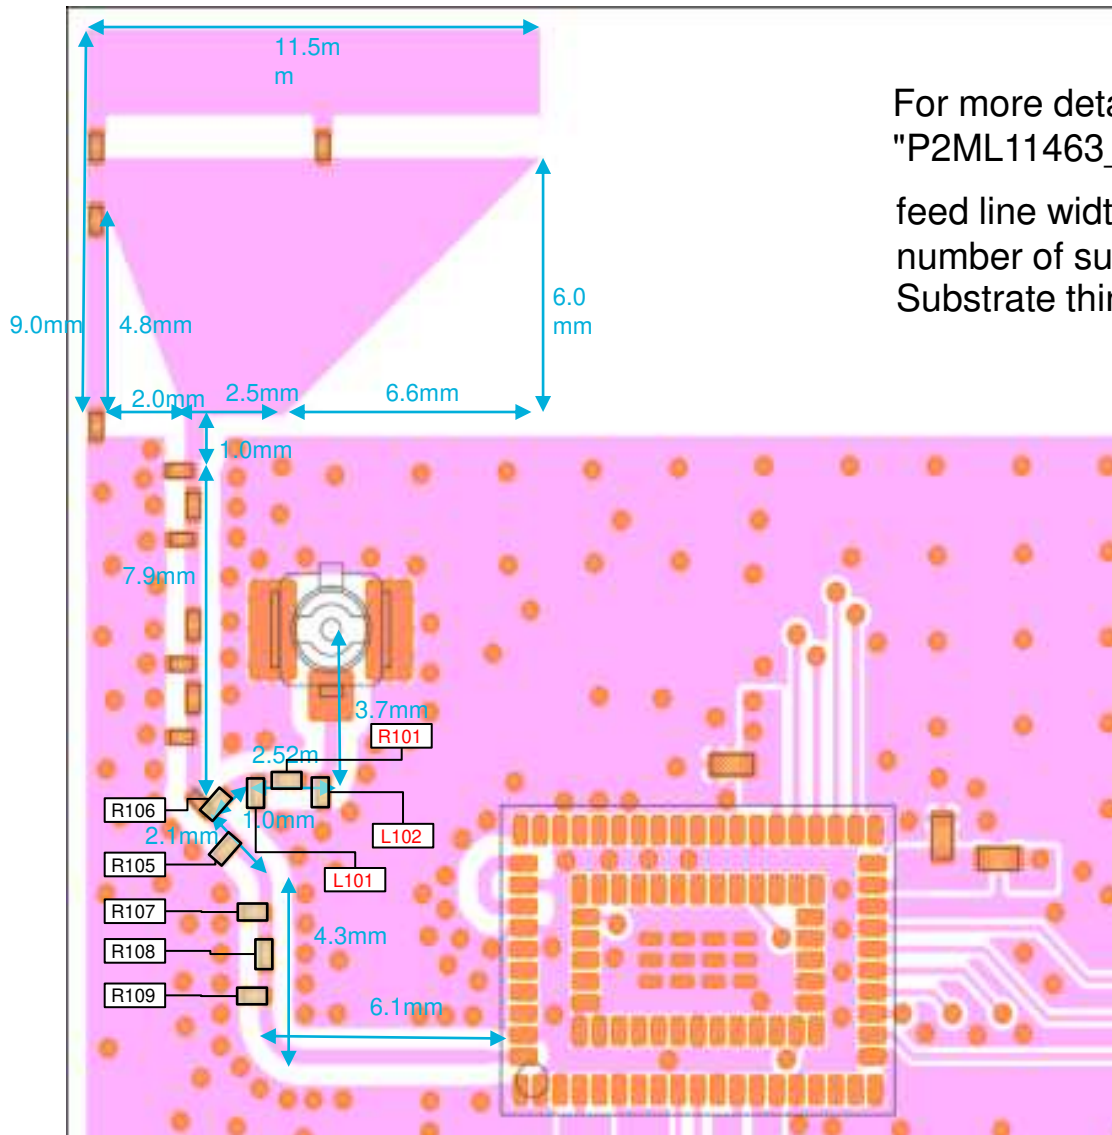 11.5m
m
For more deta
"P2ML11463_
feed line widt
number of su
Substrate thi
9.0mm
4.8mm
6.0
mm
2.0mm
2.5mm
6.6mm
1.0mm
7.9mm
3.7mm
R101
2.52m
R106
1.0mm
2.1mm
L102
R105
L101
R107
4.3mm
R108
R109
6.1mm